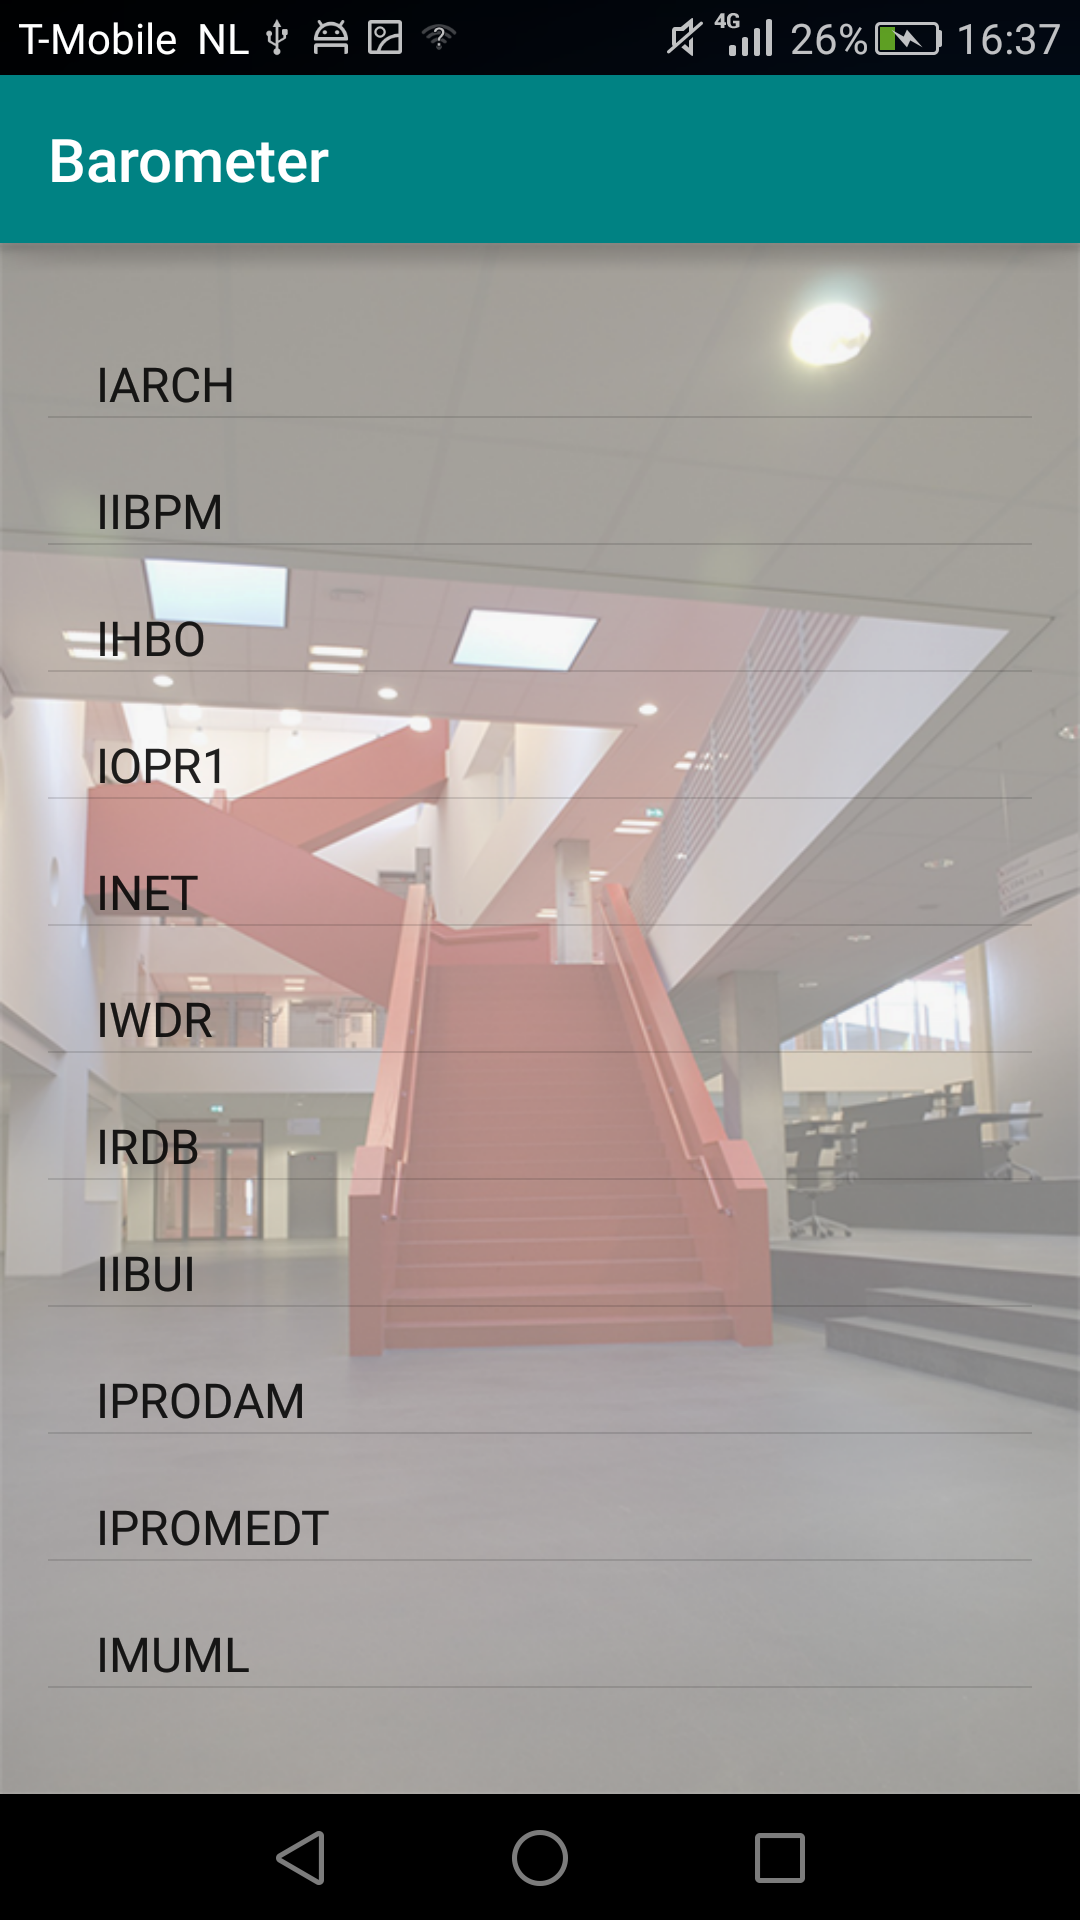 T-Mobile NL 4G 26% 16:37
Barometer
IARCH
IIBPM
IHBO
IOPR1
INET
IWDR
IRDB
IIBUI
IPRODAM
IPROMEDT
IMUML